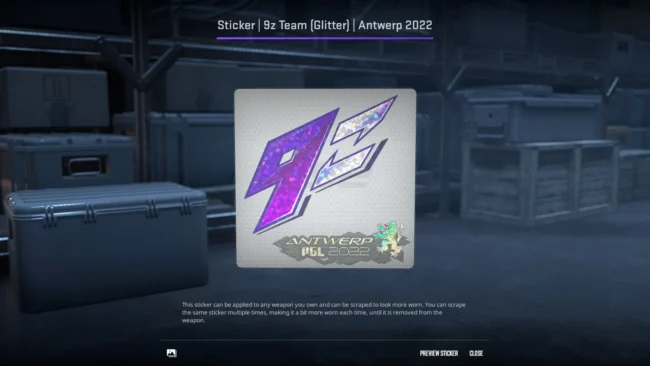 Sticker | 9z Team (Glitter) | Antwerp 2022
9z
ANTWERP
PGL 2022
This sticker can be applied to any weapon you own and can be scraped to look more worn. You can scrape
the same sticker multiple times, making it a bit more worn each time, until it is removed from the
weapon.
PREVIEW STICKER CLOSE